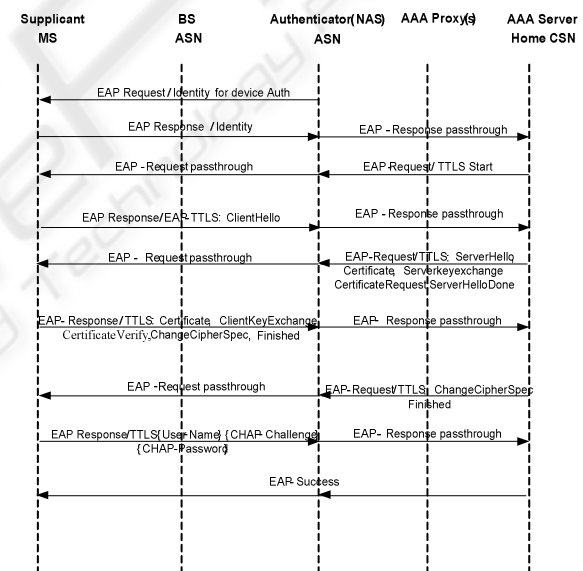 Supplicant BS Authenticator(NAS) AAA Proxy(s) AAA Server
MS ASN ASN Home CSN
EAP Request/Identity for device Auth
EAP Response /Identity EAP - Response passthrough
EAP - Request passthrough EAP-Request/ TTLS Start
EAP Response/EAP-TTLS: ClientHello EAP - Response passthrough
EAP - Request passthrough EAP-Request/TTLS: ServerHello,
Certificate, Serverkeyexchange
CertificateRequest,ServerHelloDone
EAP-Response/TTLS: Certificate, ClientKeyExchange, EAP- Response passthrough
CertificateVerify,ChangeCipherSpec, Finished
EAP -Request passthrough EAP-Request/TTLS: ChangeCipherSpec
Finished
EAP Response/TTLS{User-Name} {CHAP-Challenge} EAP- Response passthrough
{CHAP-Password}
EAP-Success